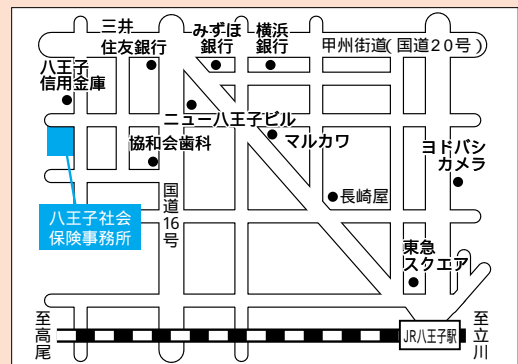 三井
住友銀行
みずほ
銀行
横浜
銀行
甲州街道(国道20号)
八王子
信用金庫
ニュー八王子ビル
協和会歯科
マルカワ
ヨドバシ
カメラ
長崎屋
国道16号
八王子社会
保険事務所
東急
スクエア
至高尾
JR八王子駅
至立川